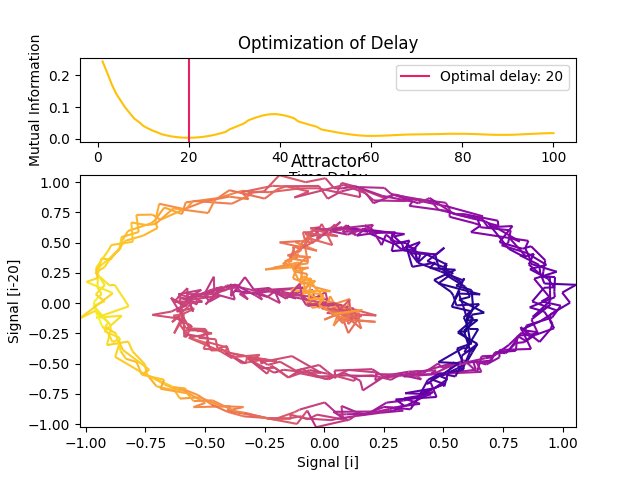 Optimization of Delay
Mutual Information
0.2
0.1
0.0
Optimal delay: 20
0 20 40 60 80 100
Time Delay
Attractor
Signal [i-20]
1.00
0.75
0.50
0.25
0.00
−0.25
−0.50
−0.75
−1.00
−1.00 −0.75 −0.50 −0.25 0.00 0.25 0.50 0.75 1.00
Signal [i]